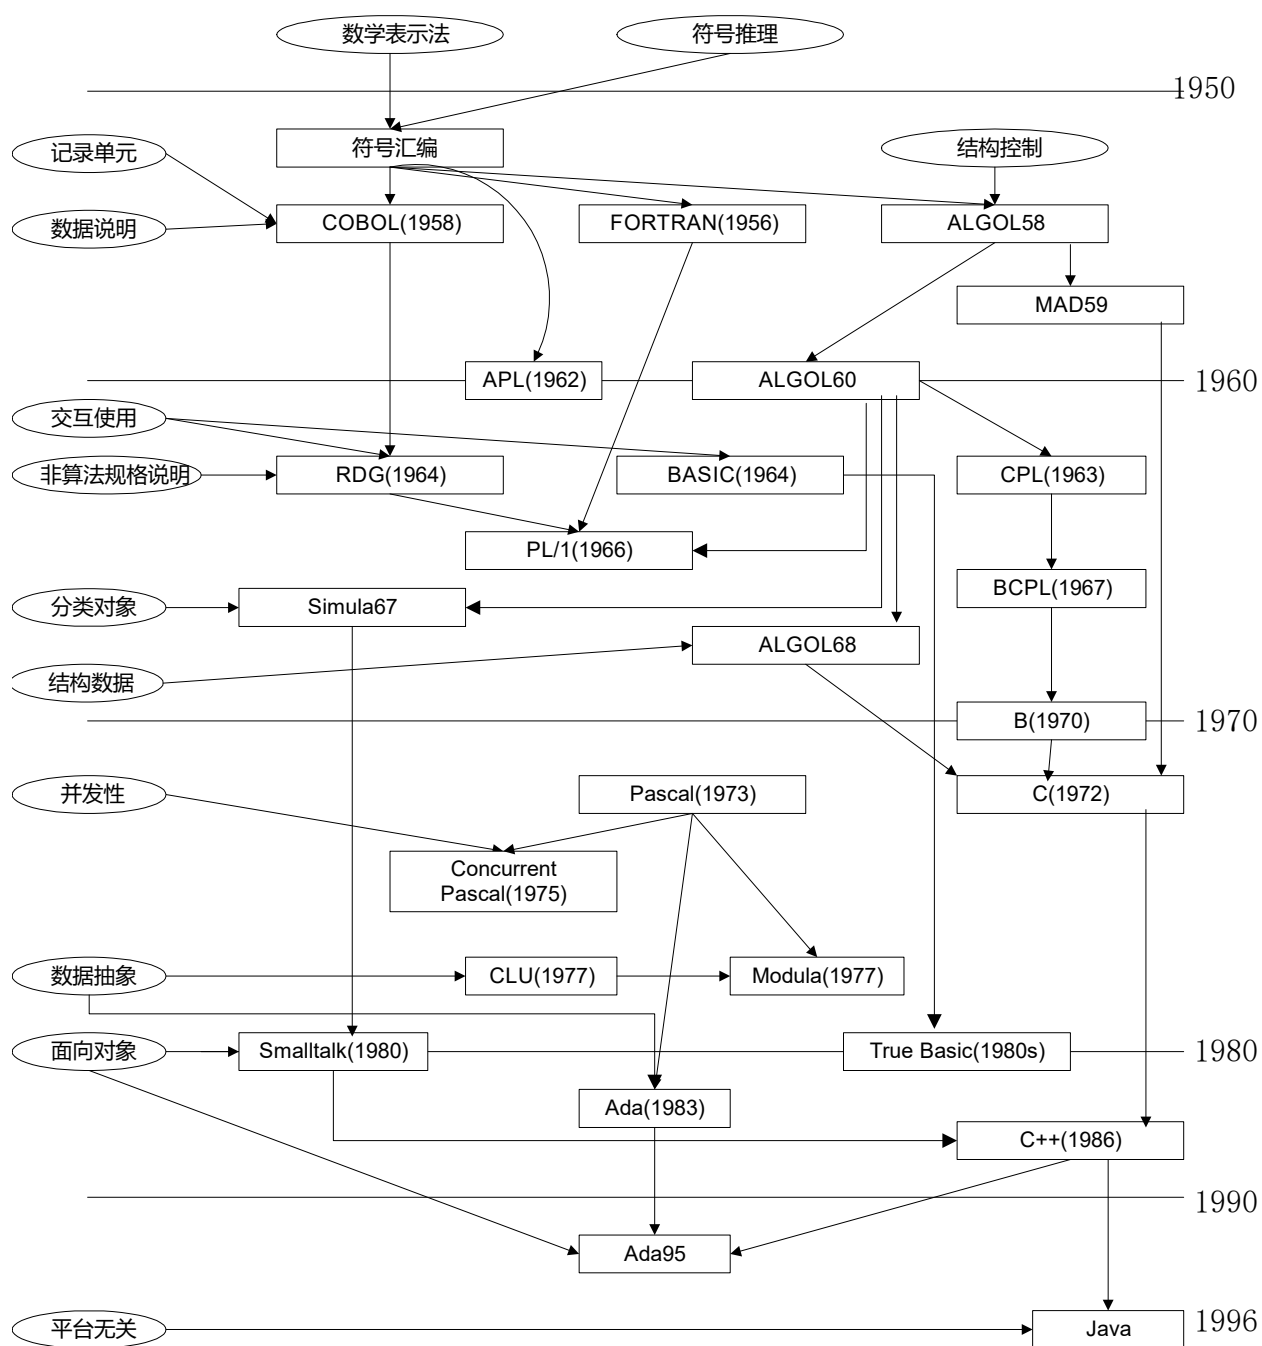 数学表示法
符号推理
1950
符号汇编
记录单元
结构控制
COBOL(1958)
FORTRAN(1956)
ALGOL58
数据说明
MAD59
APL(1962)
ALGOL60
1960
交互使用
非算法规格说明
RDG(1964)
BASIC(1964)
CPL(1963)
PL/1(1966)
BCPL(1967)
分类对象
Simula67
ALGOL68
结构数据
B(1970)
1970
并发性
Pascal(1973)
C(1972)
Concurrent
Pascal(1975)
数据抽象
CLU(1977)
Modula(1977)
面向对象
Smalltalk(1980)
True Basic(1980s)
1980
Ada(1983)
C++(1986)
1990
Ada95
平台无关
Java
1996